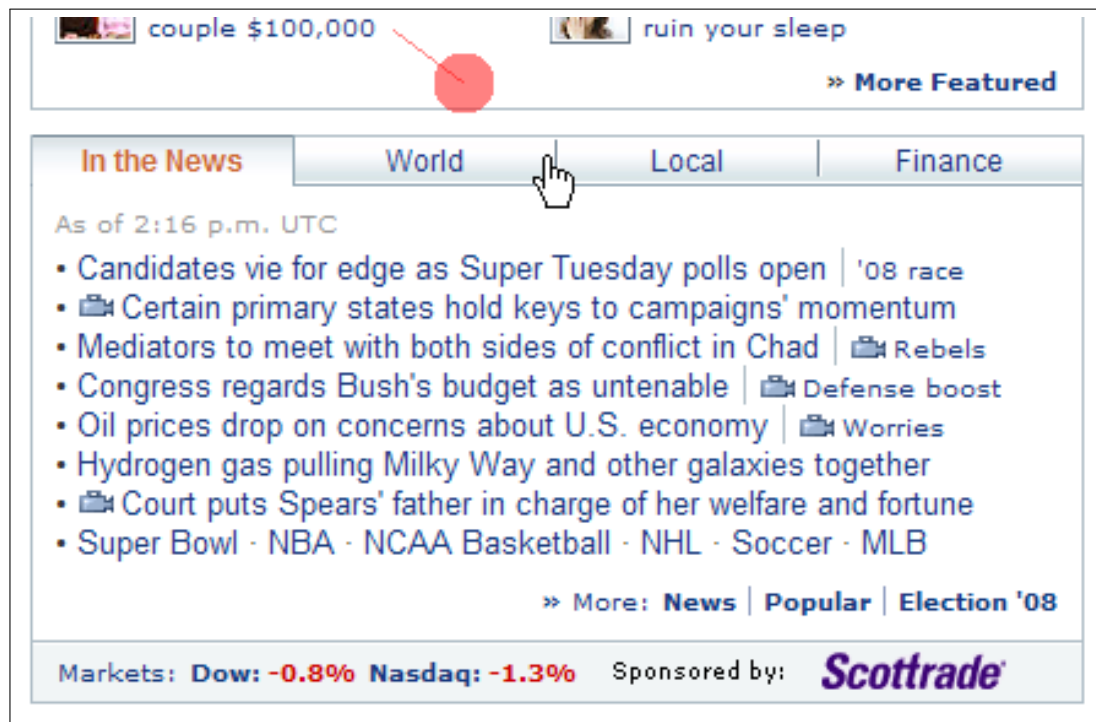 couple $100,000 ruin your sleep
» More Featured
In the News World Local Finance
As of 2:16 p.m. UTC
• Candidates vie for edge as Super Tuesday polls open | '08 race
• Certain primary states hold keys to campaigns' momentum
• Mediators to meet with both sides of conflict in Chad | Rebels
• Congress regards Bush's budget as untenable | Defense boost
• Oil prices drop on concerns about U.S. economy | Worries
• Hydrogen gas pulling Milky Way and other galaxies together
• Court puts Spears' father in charge of her welfare and fortune
• Super Bowl · NBA · NCAA Basketball · NHL · Soccer · MLB
» More: News | Popular | Election '08
Markets: Dow: -0.8% Nasdaq: -1.3% Sponsored by: Scottrade